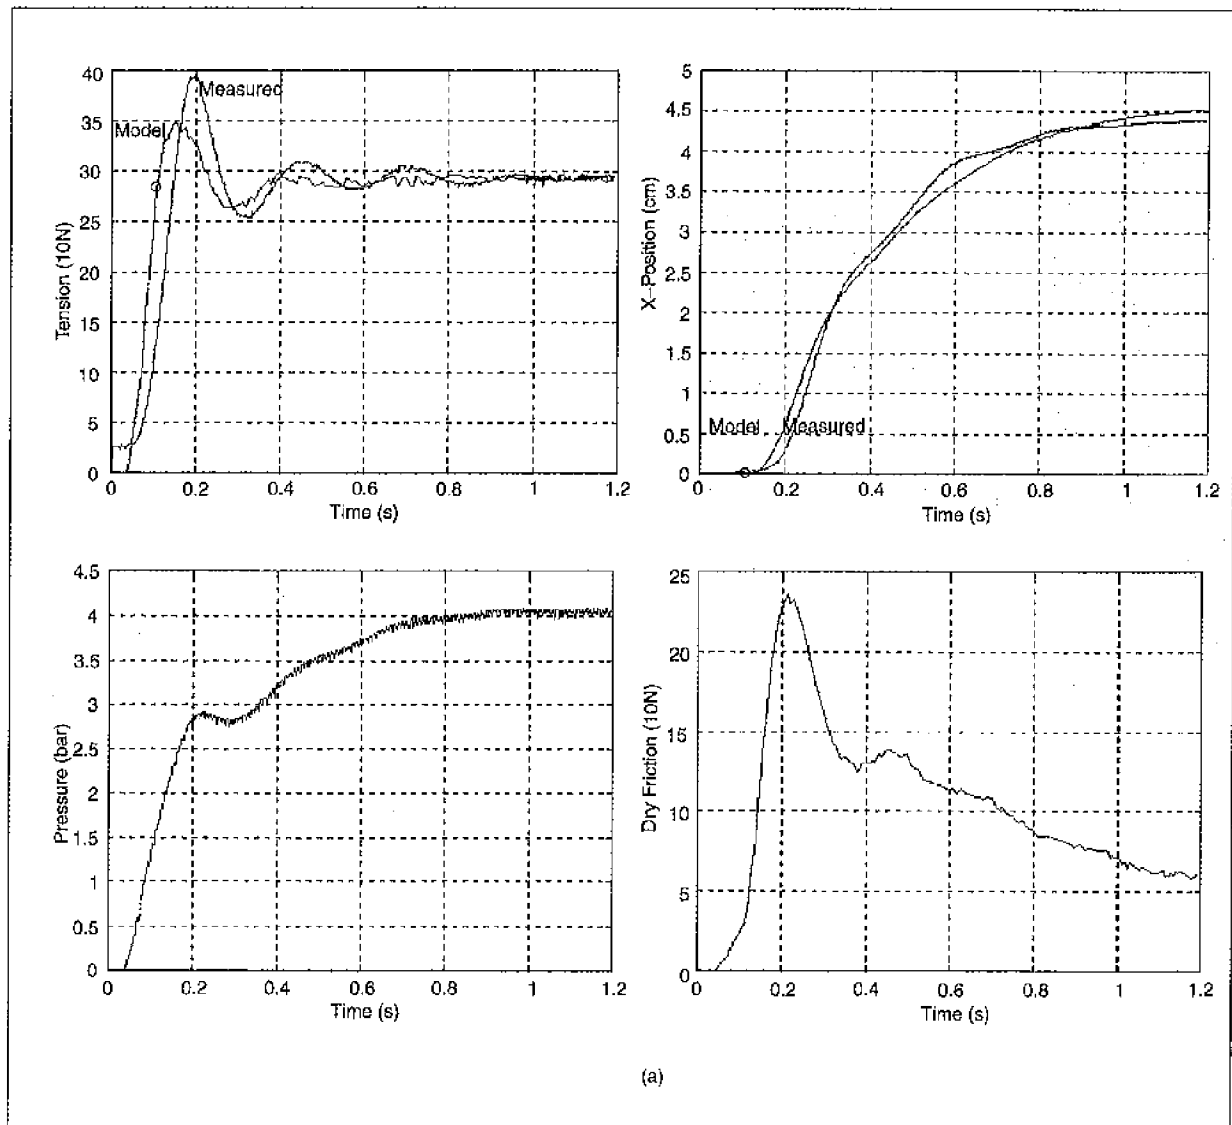 40
35
30
25
20
15
10
5
0
Tension (10N)
Model
Measured
0 0.2 0.4 0.6 0.8 1 1.2
Time (s)
5
4.5
4
3.5
3
2.5
2
1.5
1
0.5
0
X-Position (cm)
Model Measured
0 0.2 0.4 0.6 0.8 1 1.2
Time (s)
4.5
4
3.5
3
2.5
2
1.5
1
0.5
0
Pressure (bar)
0 0.2 0.4 0.6 0.8 1 1.2
Time (s)
25
20
15
10
5
0
Dry Friction (10N)
0 0.2 0.4 0.6 0.8 1 1.2
Time (s)
(a)